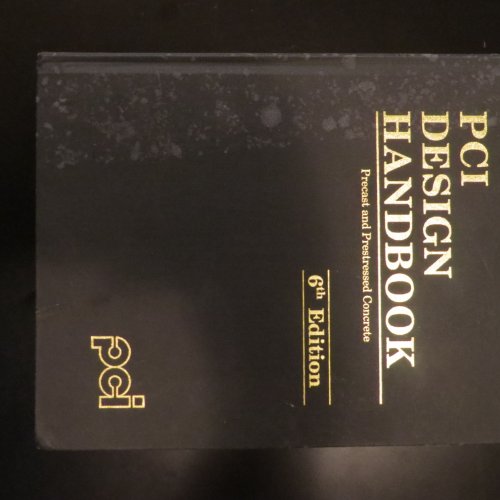 PCI
DESIGN
HANDBOOK
Precast and Prestressed Concrete
6th Edition
pci